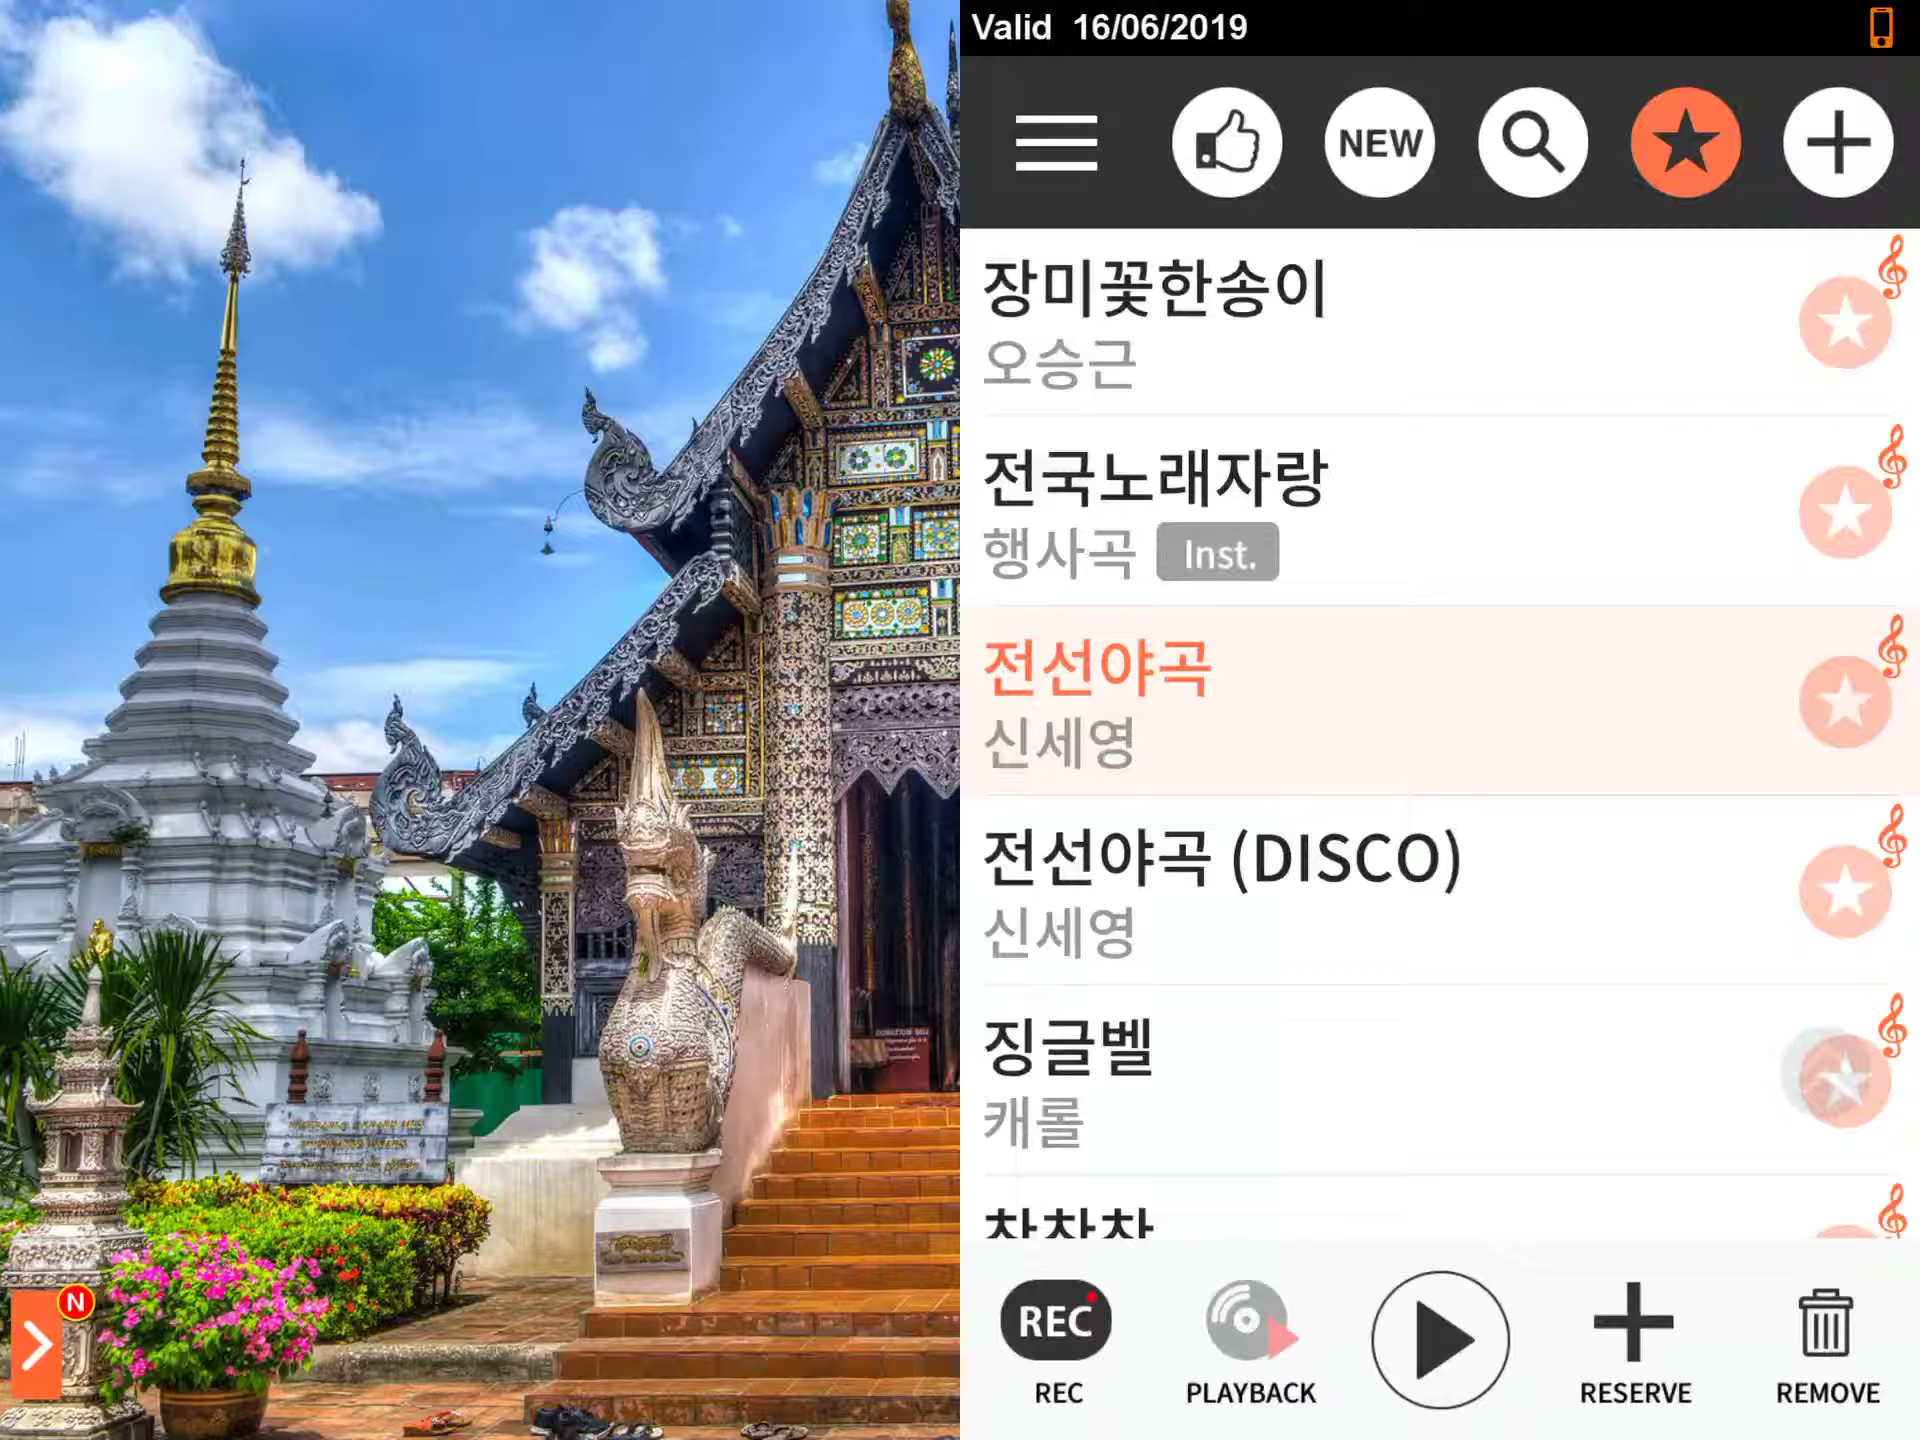 Valid 16/06/2019
NEW
장미꽃한송이
오승근
전국노래자랑
행사곡 Inst.
전선야곡
신세영
전선야곡 (DISCO)
신세영
징글벨
캐롤
N
REC
REC
PLAYBACK
RESERVE
REMOVE